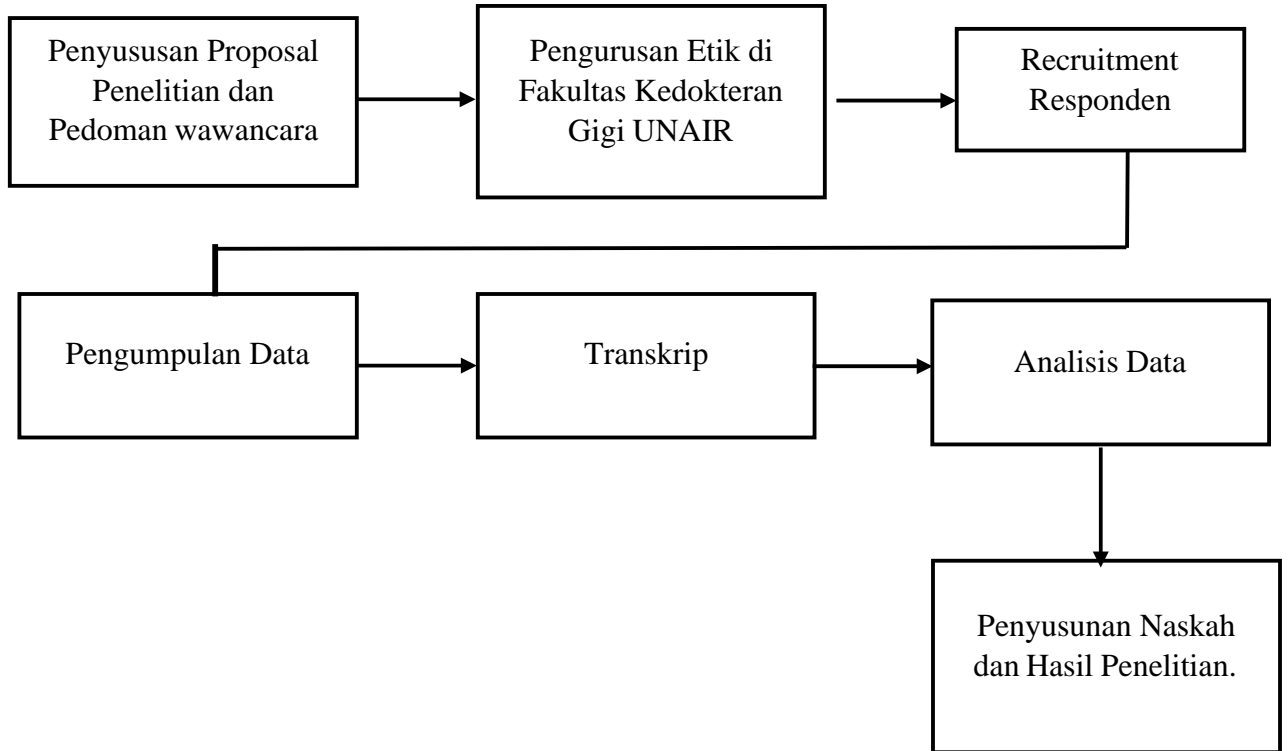 Penyususan Proposal
Penelitian dan
Pedoman wawancara
Pengurusan Etik di
Fakultas Kedokteran
Gigi UNAIR
Recruitment
Responden
Pengumpulan Data
Transkrip
Analisis Data
Penyusunan Naskah
dan Hasil Penelitian.